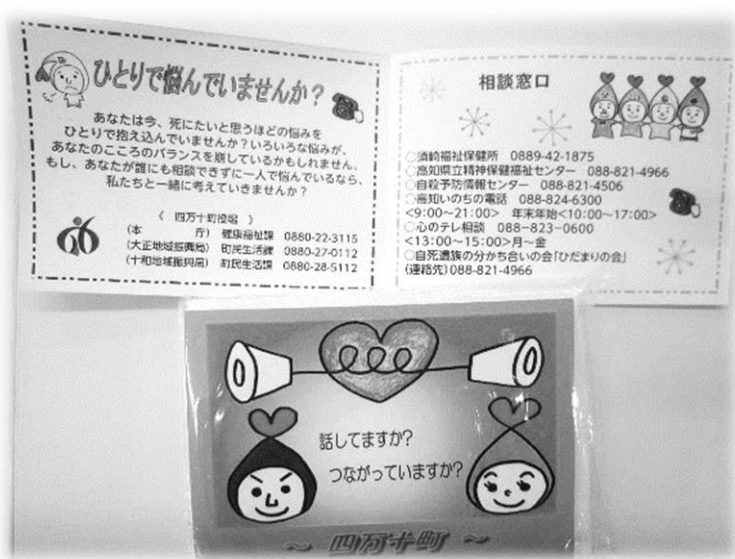 ひとりで悩んでいませんか?
あなたは今、死にたいと思うほどの悩みを
ひとりで抱え込んでいませんか?いろいろな悩みが、
あなたのこころのバランスを崩しているかもしれません。
もし、あなたが誰にも相談できずに一人で悩んでいるなら、
私たちと一緒に考えていきませんか?
《 四万十町役場 》
(本 庁) 健康福祉課 0880-22-3115
(大正地域振興局) 町民生活課 0880-27-0112
(十和地域振興局) 町民生活課 0880-28-5112
相談窓口
○須崎福祉保健所 0889-42-1875
○高知県立精神保健福祉センター 088-821-4966
○自殺予防情報センター 088-821-4506
○高知いのちの電話 088-824-6300
<9:00~21:00> 年末年始<10:00~17:00>
○心のテレ相談 088-823-0600
<13:00~15:00>月~金
○自死遺族の分かち合いの会「ひだまりの会」
(連絡先)088-821-4966
話してますか?
つながっていますか?
~ 四万十町 ~